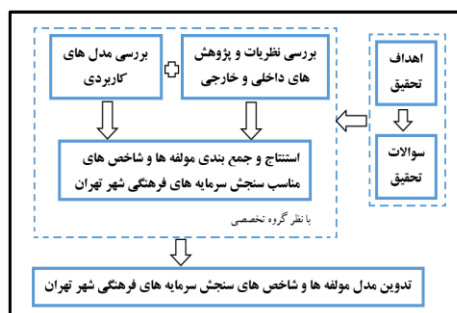 اهداف
تحقیق
سوالات
تحقیق
بررسی نظریات و پژوهش
های داخلی و خارجی
بررسی مدل های
کاربردی
استنتاج و جمع بندی مولفه ها و شاخص های
مناسب سنجش سرمایه های فرهنگی شهر تهران
با نظر گروه تخصصی
تدوین مدل مولفه ها و شاخص های سنجش سرمایه های فرهنگی شهر تهران